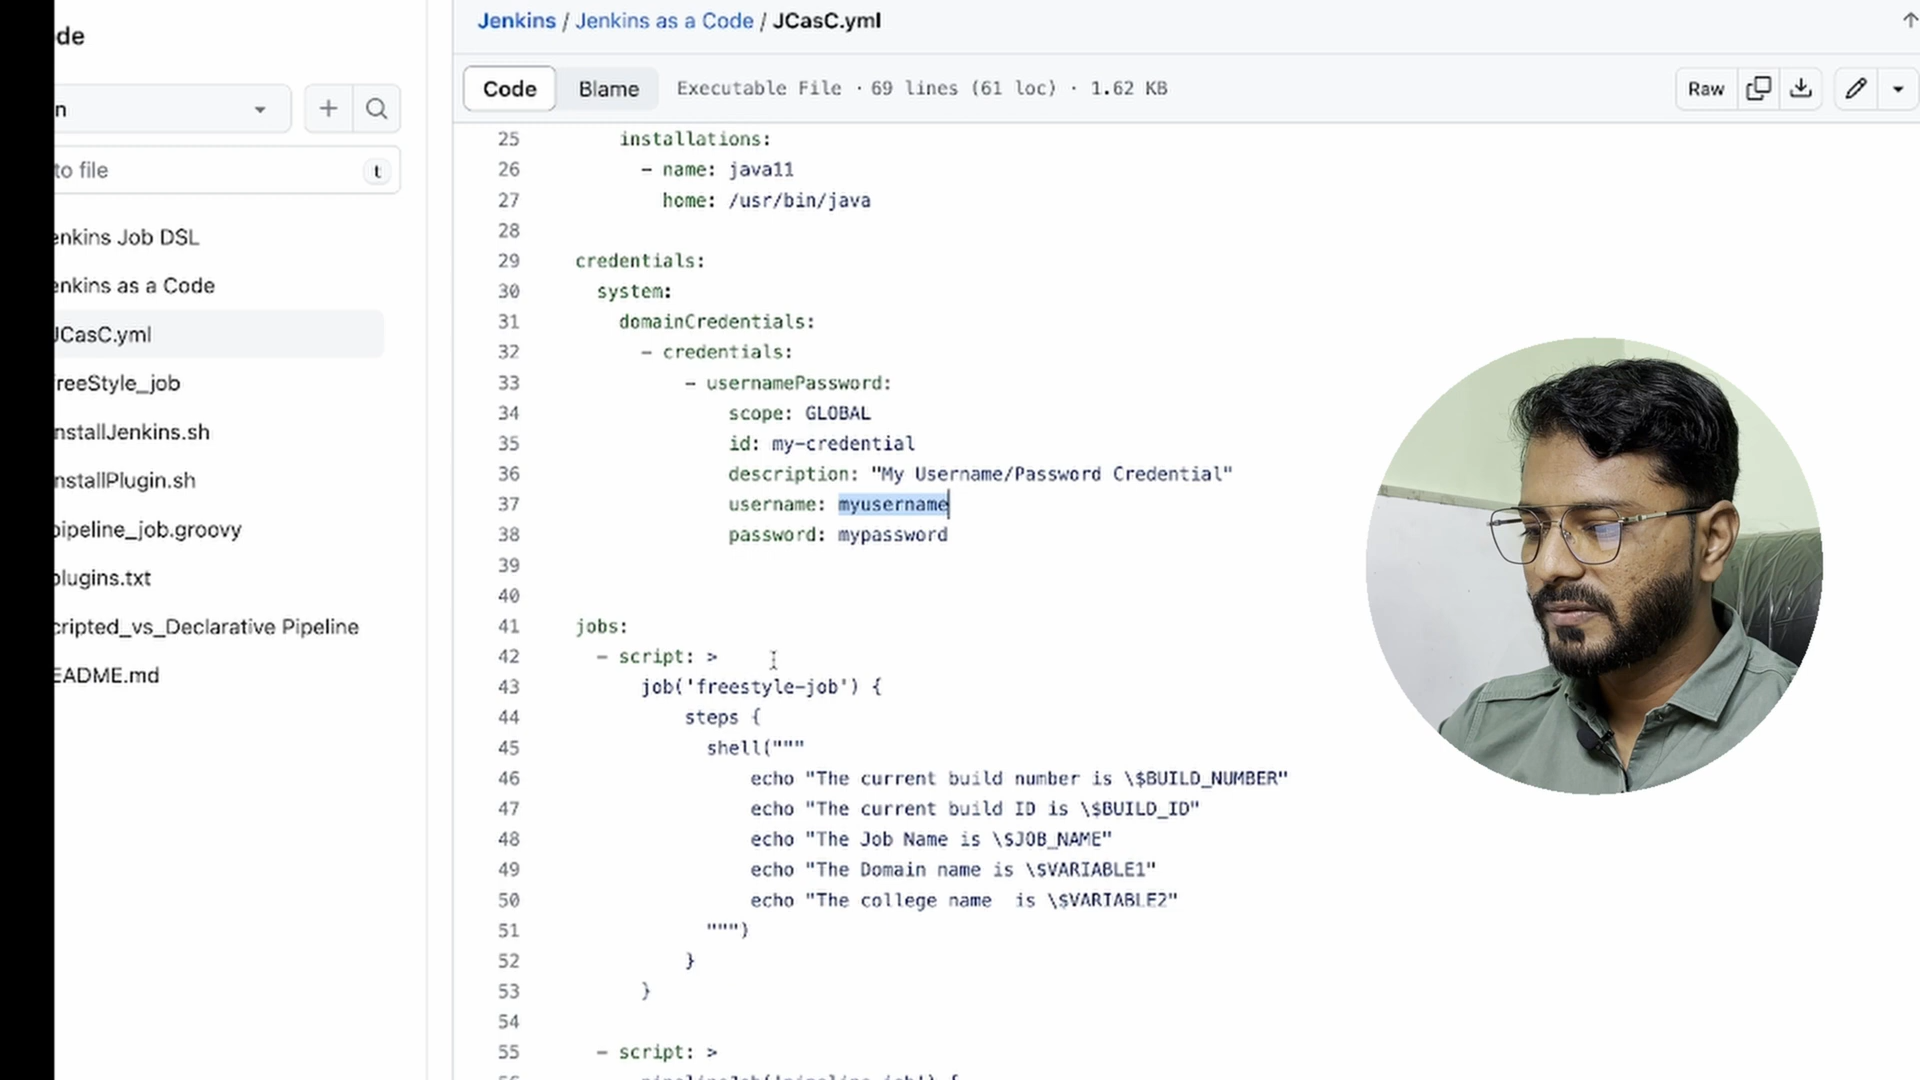 de
n
to file
t
enkins Job DSL
enkins as a Code
JCasC.yml
reeStyle_job
nstallJenkins.sh
nstallPlugin.sh
pipeline_job.groovy
plugins.txt
cripted_vs_Declarative Pipeline
EADME.md
Jenkins / Jenkins as a Code / JCasC.yml
Code Blame Executable File · 69 lines (61 loc) · 1.62 KB Raw
25 installations:
26 - name: java11
27 home: /usr/bin/java
28
29 credentials:
30 system:
31 domainCredentials:
32 - credentials:
33 - usernamePassword:
34 scope: GLOBAL
35 id: my-credential
36 description: "My Username/Password Credential"
37 username: myusername
38 password: mypassword
39
40
41 jobs:
42 - script: >
43 job('freestyle-job') {
44 steps {
45 shell("""
46 echo "The current build number is \$BUILD_NUMBER"
47 echo "The current build ID is \$BUILD_ID"
48 echo "The Job Name is \$JOB_NAME"
49 echo "The Domain name is \$VARIABLE1"
50 echo "The college name  is \$VARIABLE2"
51 """)
52 }
53 }
54
55 - script: >